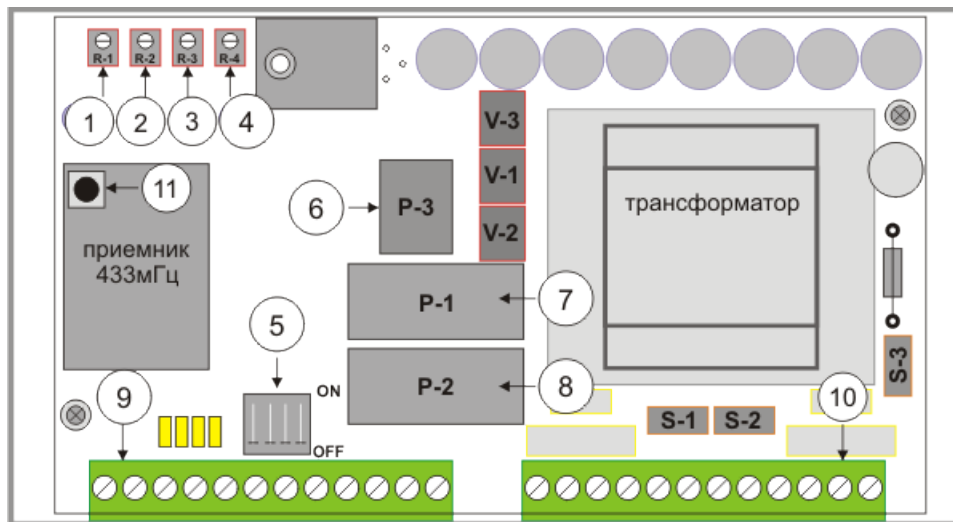 R-1 R-2 R-3 R-4
1 2 3 4
V-3
11
V-1
6
P-3
V-2
трансформатор
приемник
433мГц
P-1
7
5
S-3
P-2
8
9
ON
10
S-1 S-2
OFF